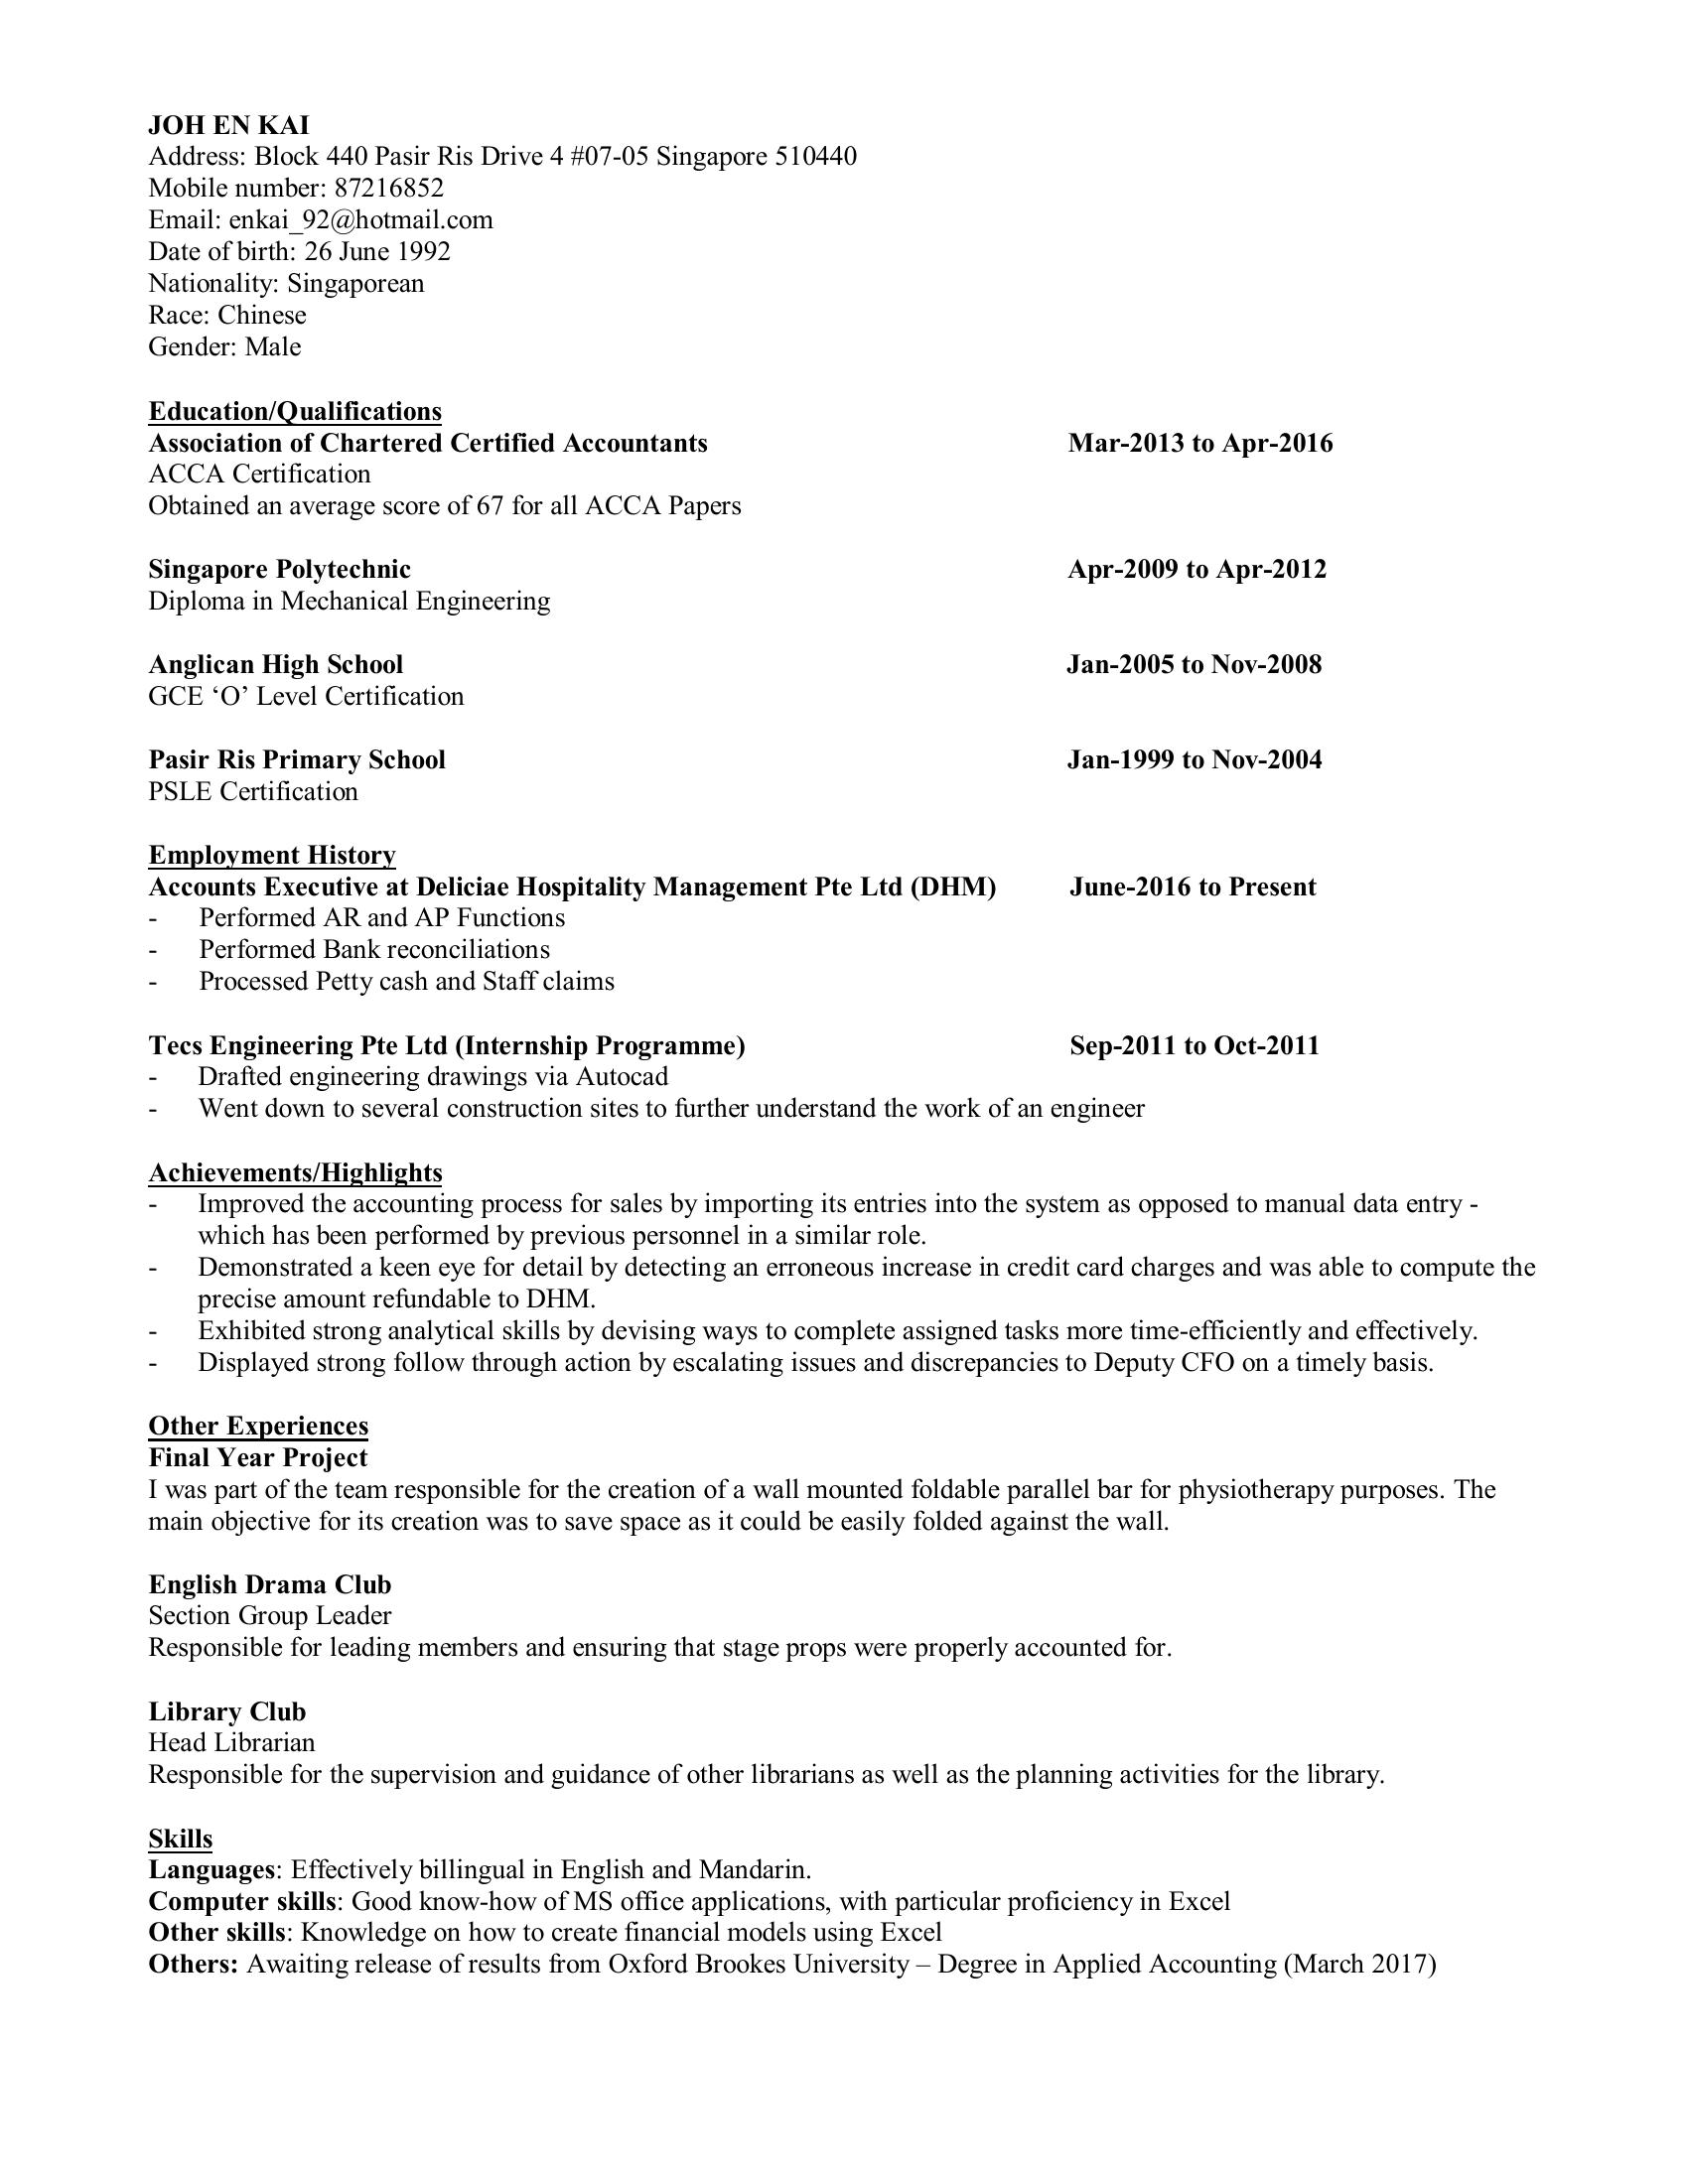 JOH EN KAI
Address: Block 440 Pasir Ris Drive 4 #07-05 Singapore 510440
Mobile number: 87216852
Email: enkai_92@hotmail.com
Date of birth: 26 June 1992
Nationality: Singaporean
Race: Chinese
Gender: Male
Education/Qualifications
Association of Chartered Certified Accountants Mar-2013 to Apr-2016
ACCA Certification
Obtained an average score of 67 for all ACCA Papers
Singapore Polytechnic Apr-2009 to Apr-2012
Diploma in Mechanical Engineering
Anglican High School Jan-2005 to Nov-2008
GCE ‘O’ Level Certification
Pasir Ris Primary School Jan-1999 to Nov-2004
PSLE Certification
Employment History
Accounts Executive at Deliciae Hospitality Management Pte Ltd (DHM) June-2016 to Present
- Performed AR and AP Functions
- Performed Bank reconciliations
- Processed Petty cash and Staff claims
Tecs Engineering Pte Ltd (Internship Programme) Sep-2011 to Oct-2011
- Drafted engineering drawings via Autocad
- Went down to several construction sites to further understand the work of an engineer
Achievements/Highlights
- Improved the accounting process for sales by importing its entries into the system as opposed to manual data entry -
which has been performed by previous personnel in a similar role.
- Demonstrated a keen eye for detail by detecting an erroneous increase in credit card charges and was able to compute the
precise amount refundable to DHM.
- Exhibited strong analytical skills by devising ways to complete assigned tasks more time-efficiently and effectively.
- Displayed strong follow through action by escalating issues and discrepancies to Deputy CFO on a timely basis.
Other Experiences
Final Year Project
I was part of the team responsible for the creation of a wall mounted foldable parallel bar for physiotherapy purposes. The
main objective for its creation was to save space as it could be easily folded against the wall.
English Drama Club
Section Group Leader
Responsible for leading members and ensuring that stage props were properly accounted for.
Library Club
Head Librarian
Responsible for the supervision and guidance of other librarians as well as the planning activities for the library.
Skills
Languages: Effectively billingual in English and Mandarin.
Computer skills: Good know-how of MS office applications, with particular proficiency in Excel
Other skills: Knowledge on how to create financial models using Excel
Others: Awaiting release of results from Oxford Brookes University – Degree in Applied Accounting (March 2017)